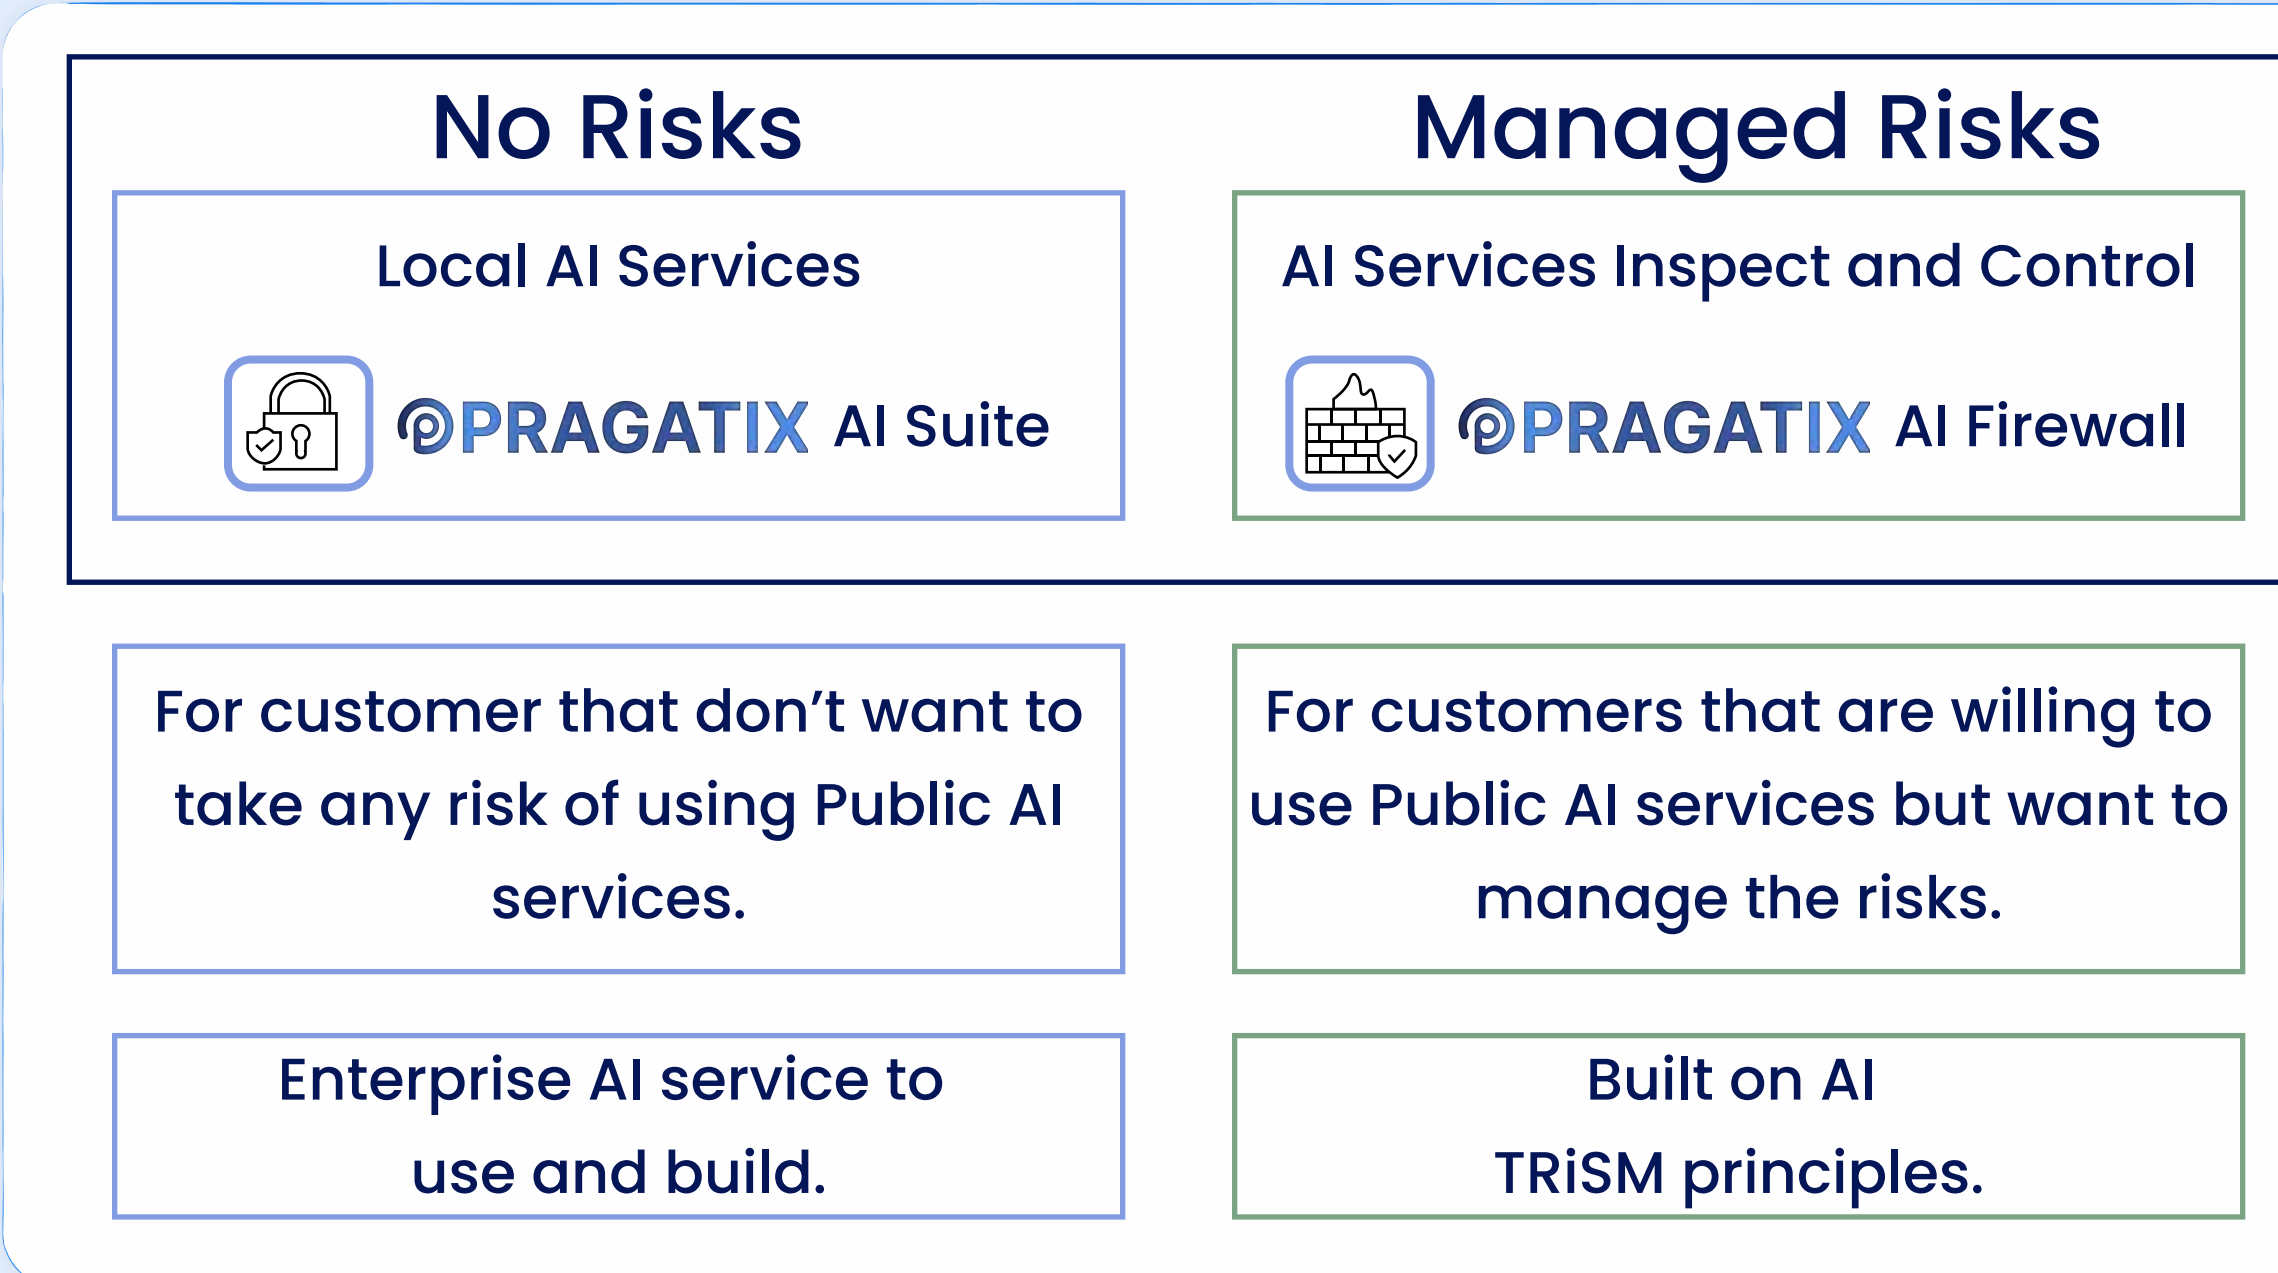 No Risks
Local AI Services
PRAGATIX AI Suite
For customer that don’t want to
take any risk of using Public AI
services.
Enterprise AI service to
use and build.
Managed Risks
AI Services Inspect and Control
PRAGATIX AI Firewall
For customers that are willing to
use Public AI services but want to
manage the risks.
Built on AI
TRiSM principles.